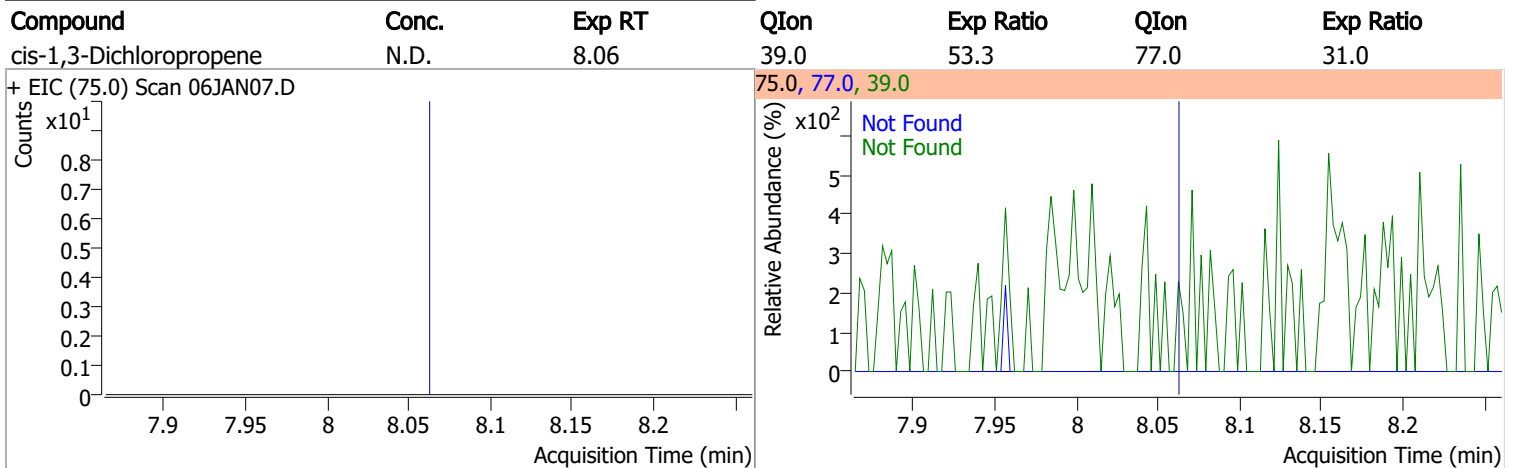 Compound Conc. Exp RT QIon Exp Ratio QIon Exp Ratio
cis-1,3-Dichloropropene N.D. 8.06 39.0 53.3 77.0 31.0
+ EIC (75.0) Scan 06JAN07.D
Counts
x10¹
0.8
0.7
0.6
0.5
0.4
0.3
0.2
0.1
0
7.9 7.95 8 8.05 8.1 8.15 8.2
Acquisition Time (min)
75.0, 77.0, 39.0
Relative Abundance (%)
x10²
Not Found
Not Found
5
4
3
2
1
0
7.9 7.95 8 8.05 8.1 8.15 8.2
Acquisition Time (min)